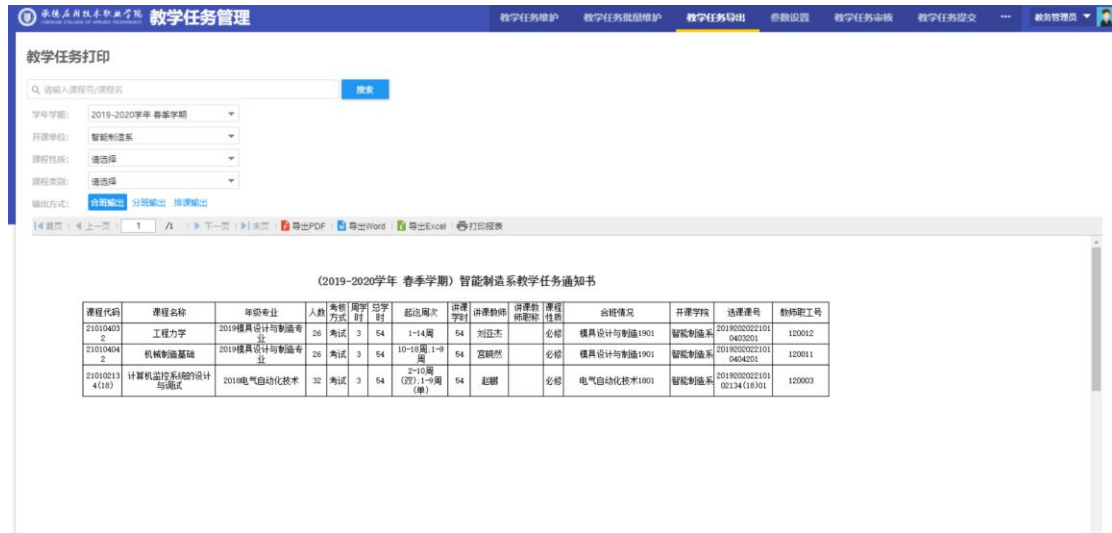 承德应用技术职业学院 教学任务管理 教学任务维护 教学任务批量维护 教学任务导出 参数设置 教学任务审核 教学任务提交 ··· 教务管理员
教学任务打印
请输入课程号/课程名 搜索
学年学期: 2019-2020学年 春季学期
开课单位: 智能制造系
课程性质: 请选择
课程类别: 请选择
输出方式: 合班输出 分班输出 排课输出
首页 上一页 1 /1 下一页 末页 导出PDF 导出Word 导出Excel 打印报表
(2019-2020学年 春季学期) 智能制造系教学任务通知书
课程代码 课程名称 年级专业 人数 考核方式 周学时 总学时 起迄周次 讲课学时 讲课教师 讲课教师职称 课程性质 合班情况 开课学院 选课课号 教师职工号
210104032 工程力学 2019模具设计与制造专业 26 考试 3 54 1-14周 54 刘亚杰 必修 模具设计与制造1901 智能制造系 20192020221010403201 120012
210104042 机械制造基础 2019模具设计与制造专业 26 考试 3 54 10-18周;1-9周 54 宫晓然 必修 模具设计与制造1901 智能制造系 20192020221010404201 120011
210102134(18) 计算机监控系统的设计与调试 2018电气自动化技术 32 考试 3 54 2-10周(双);1-9周(单) 54 赵鹏 必修 电气自动化技术1801 智能制造系 201920202210102134(18)01 120003